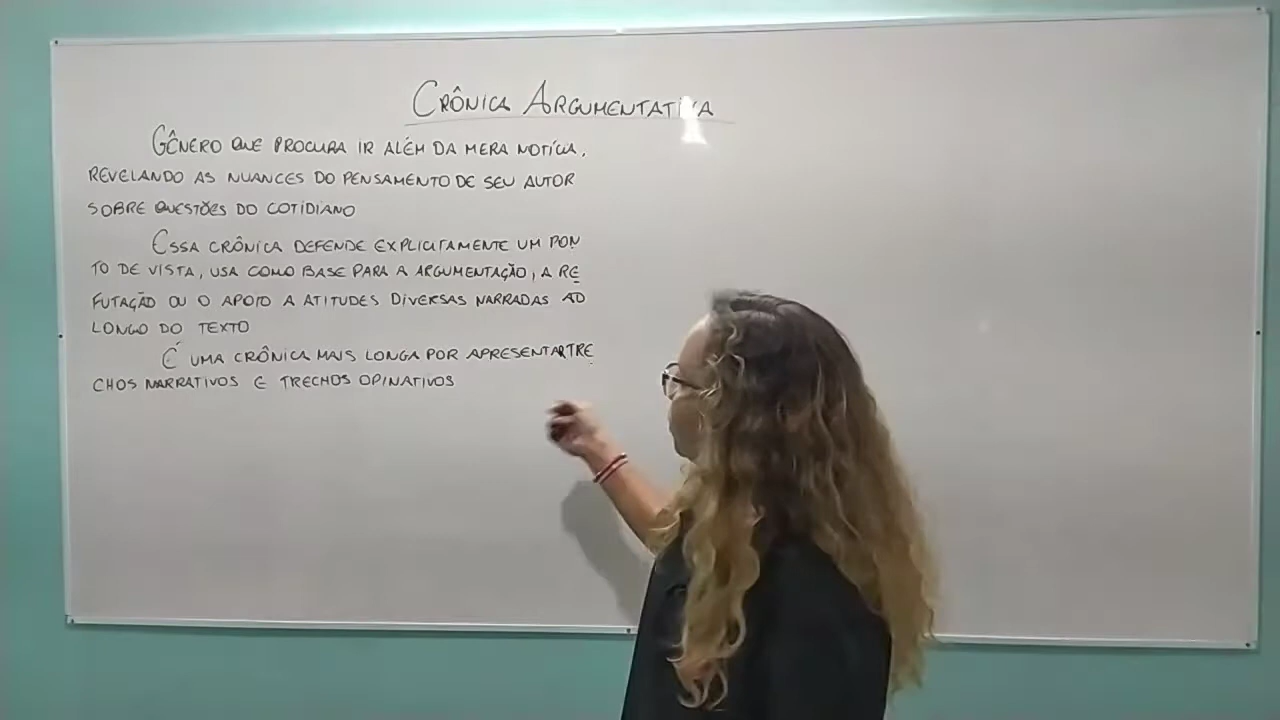 CRÔNICA ARGUMENTATIVA
GÊNERO QUE PROCURA IR ALÉM DA MERA NOTÍCIA,
REVELANDO AS NUANCES DO PENSAMENTO DE SEU AUTOR
SOBRE QUESTÕES DO COTIDIANO
ESSA CRÔNICA DEFENDE EXPLICITAMENTE UM PON
TO DE VISTA, USA COMO BASE PARA A ARGUMENTAÇÃO, A RE
FUTAÇÃO OU O APOIO A ATITUDES DIVERSAS NARRADAS AO
LONGO DO TEXTO
É UMA CRÔNICA MAIS LONGA POR APRESENTAR TRE
CHOS NARRATIVOS E TRECHOS OPINATIVOS